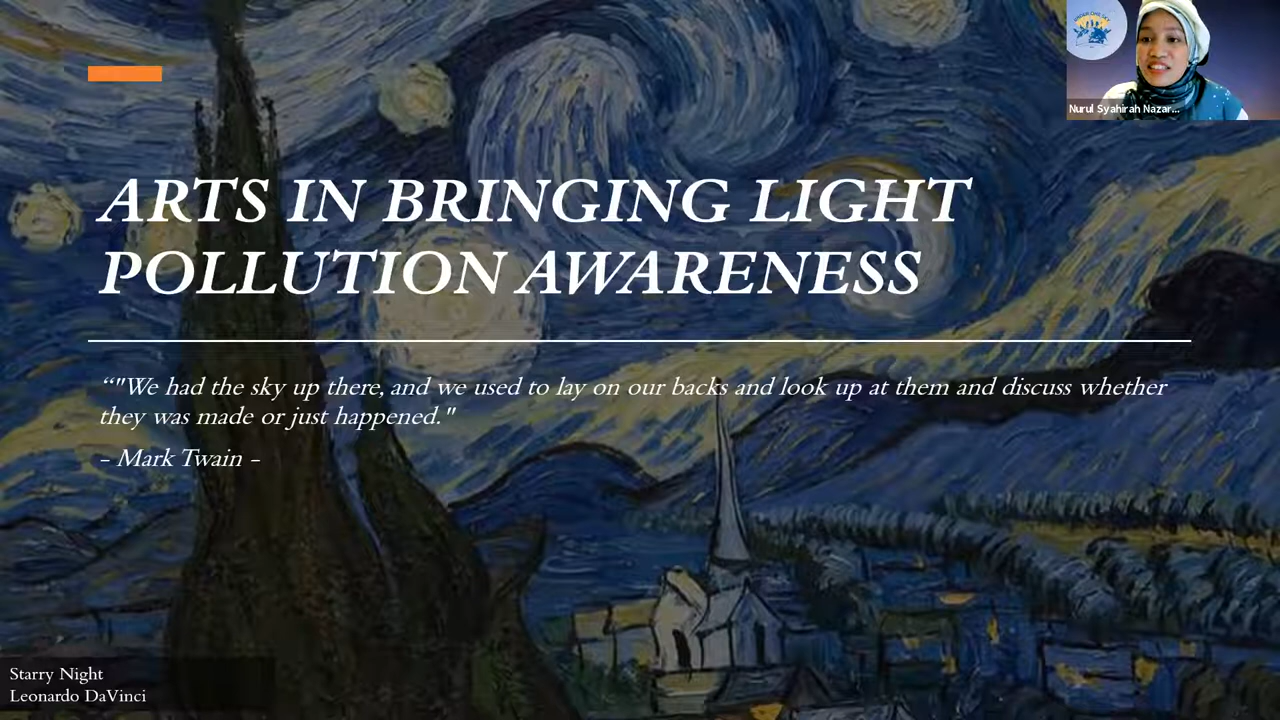 ARTS IN BRINGING LIGHT
POLLUTION AWARENESS
“"We had the sky up there, and we used to lay on our backs and look up at them and discuss whether
they was made or just happened."
- Mark Twain -
Starry Night
Leonardo DaVinci
Nurul Syahirah Nazar...